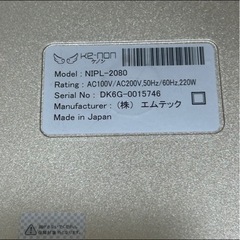 ke-non
ケノン
Model : NIPL-2080
Rating : AC100V/AC200V,50Hz/60Hz,220W
Serial No : DK6G-0015746
Manufacturer : (株) エムテック
Made in Japan